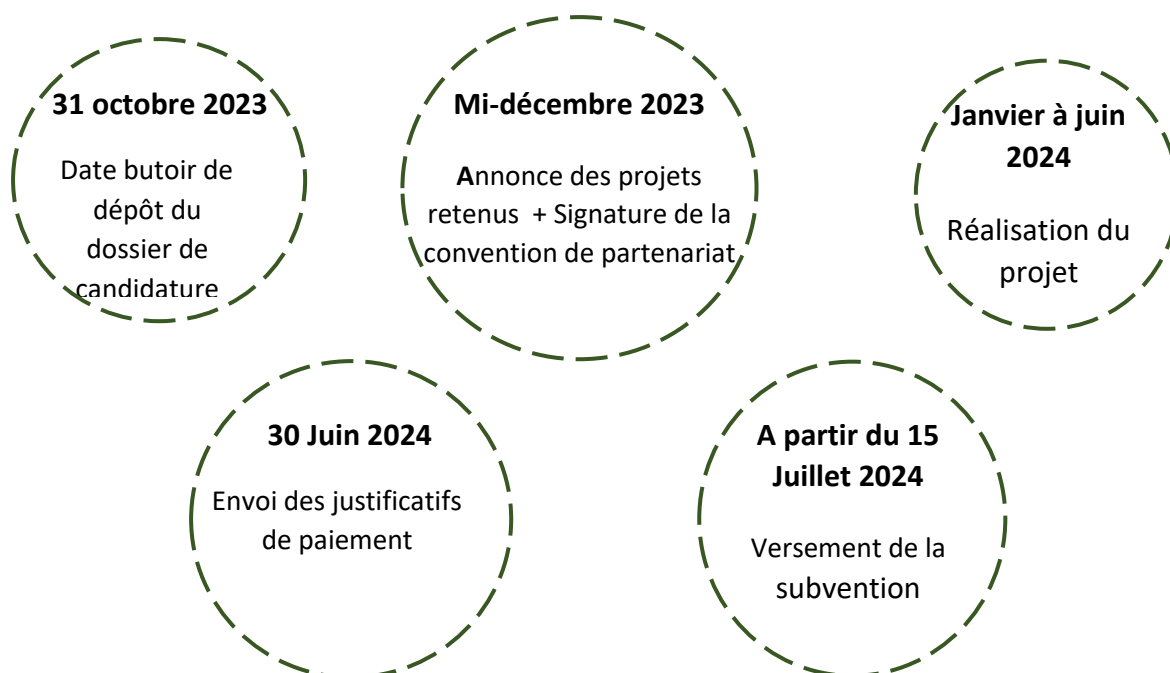 31 octobre 2023
Date butoir de
dépôt du
dossier de
candidature
Mi-décembre 2023
Annonce des projets
retenus + Signature de la
convention de partenariat
Janvier à juin
2024
Réalisation du
projet
30 Juin 2024
Envoi des justificatifs
de paiement
A partir du 15
Juillet 2024
Versement de la
subvention